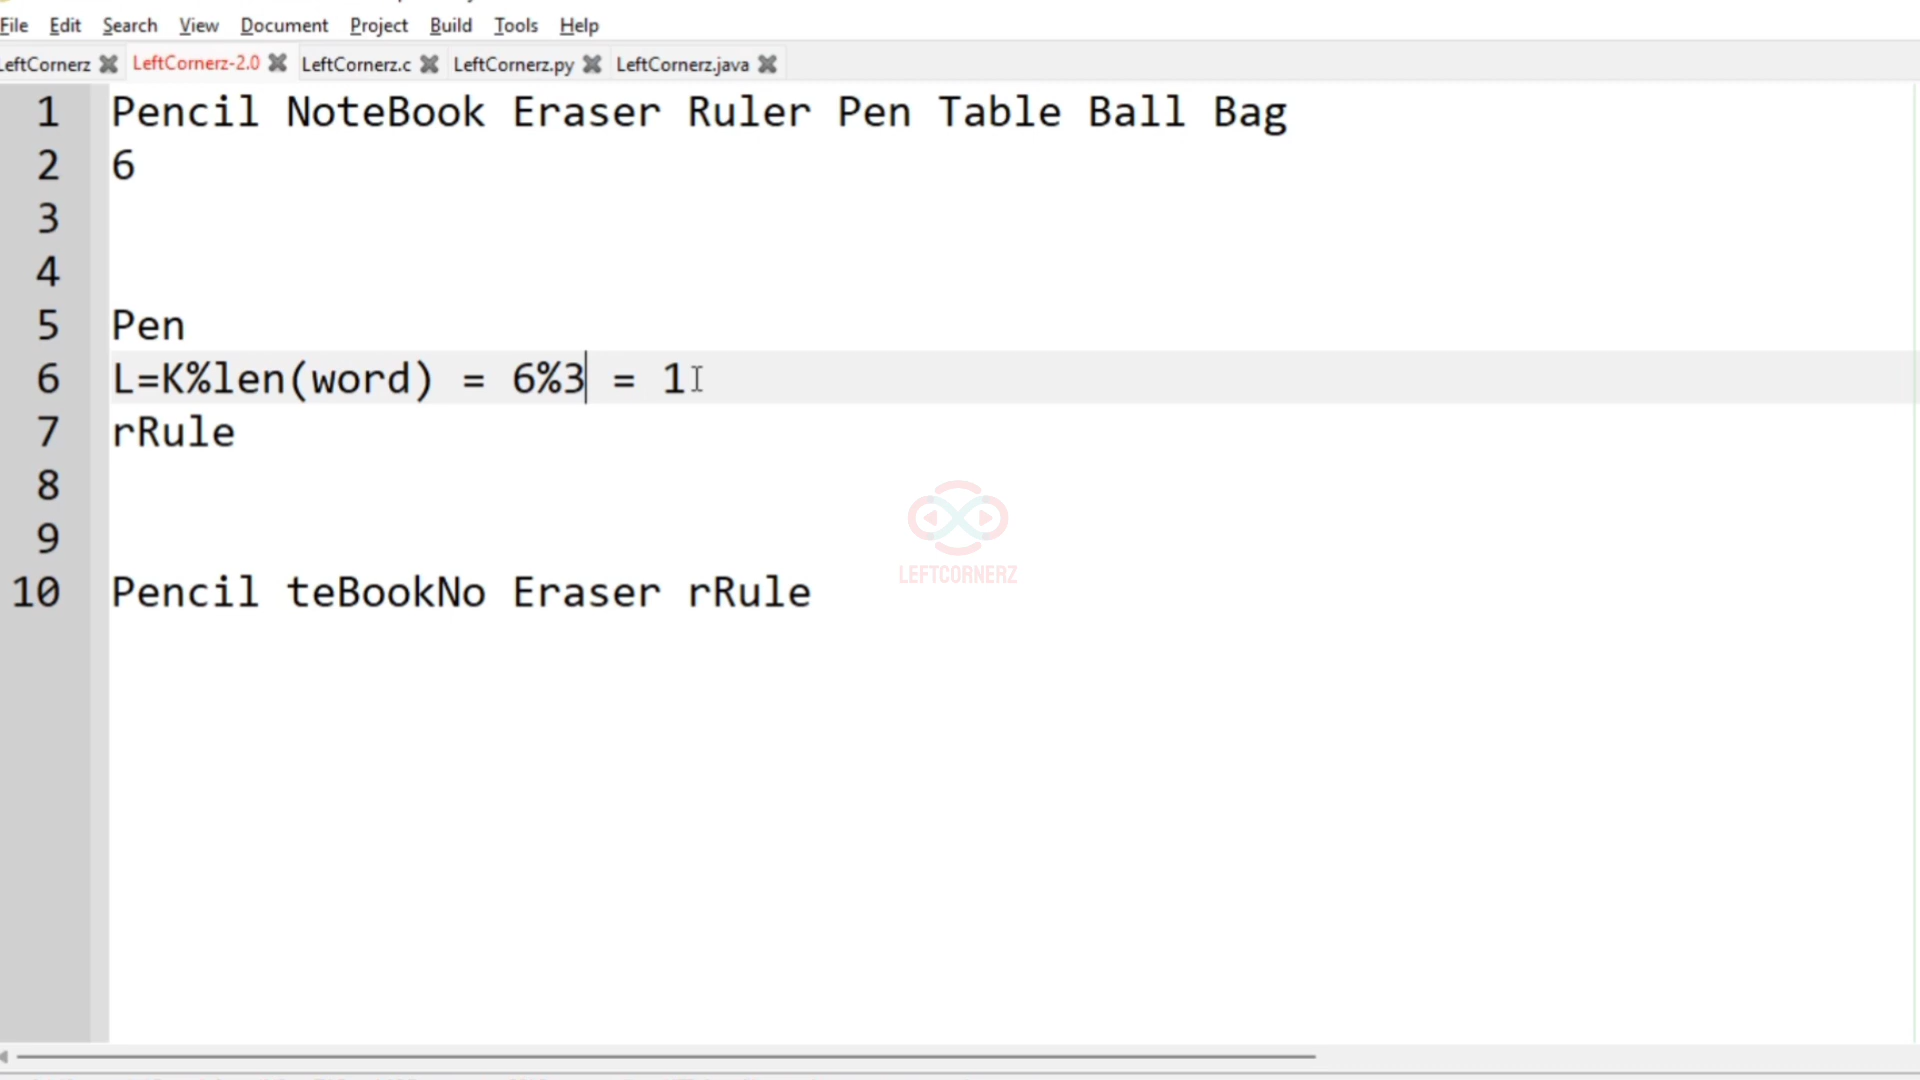 File Edit Search View Document Project Build Tools Help
LeftCornerz LeftCornerz-2.0 LeftCornerz.c LeftCornerz.py LeftCornerz.java
1 Pencil NoteBook Eraser Ruler Pen Table Ball Bag
2 6
3
4
5 Pen
6 L=K%len(word) = 6%3 = 1
7 rRule
8
9
10 Pencil teBookNo Eraser rRule
LEFTCORNERZ